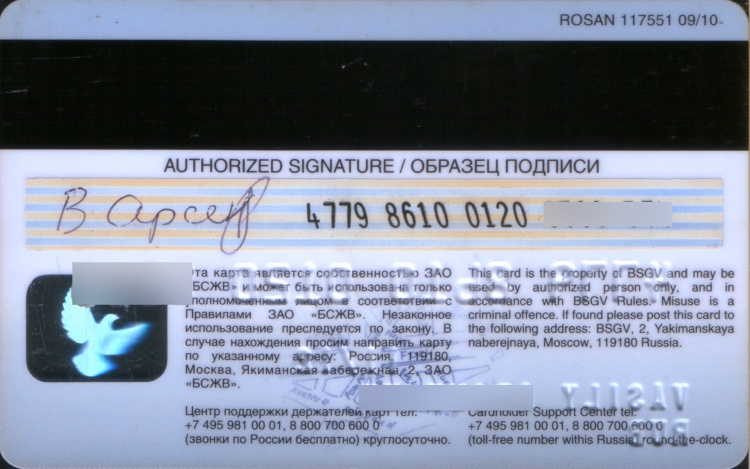 ROSAN 117551 09/10-
AUTHORIZED SIGNATURE / ОБРАЗЕЦ ПОДПИСИ
В Арсен
4779 8610 0120
Эта карта является собственностью ЗАО
«БСЖВ» и может быть использована только
уполномоченным лицом в соответствии с
Правилами ЗАО «БСЖВ». Незаконное
использование преследуется по закону. В
случае нахождения просим направить карту
по указанному адресу: Россия, 119180,
Москва, Якиманская набережная, 2, ЗАО
«БСЖВ».
Центр поддержки держателей карт тел.
+7 495 981 00 01, 8 800 700 600 0
(звонки по России бесплатно) круглосуточно.
This card is the property of BSGV and may be
used by authorized person only, and in
accordance with BSGV Rules. Misuse is a
criminal offence. If found please post this card to
the following address: BSGV, 2, Yakimanskaya
naberejnaya, Moscow, 119180 Russia.
Cardholder Support Center tel:
+7 495 981 00 01, 8 800 700 600 0
(toll-free number withis Russia) round-the-clock.
VASILY
RUB